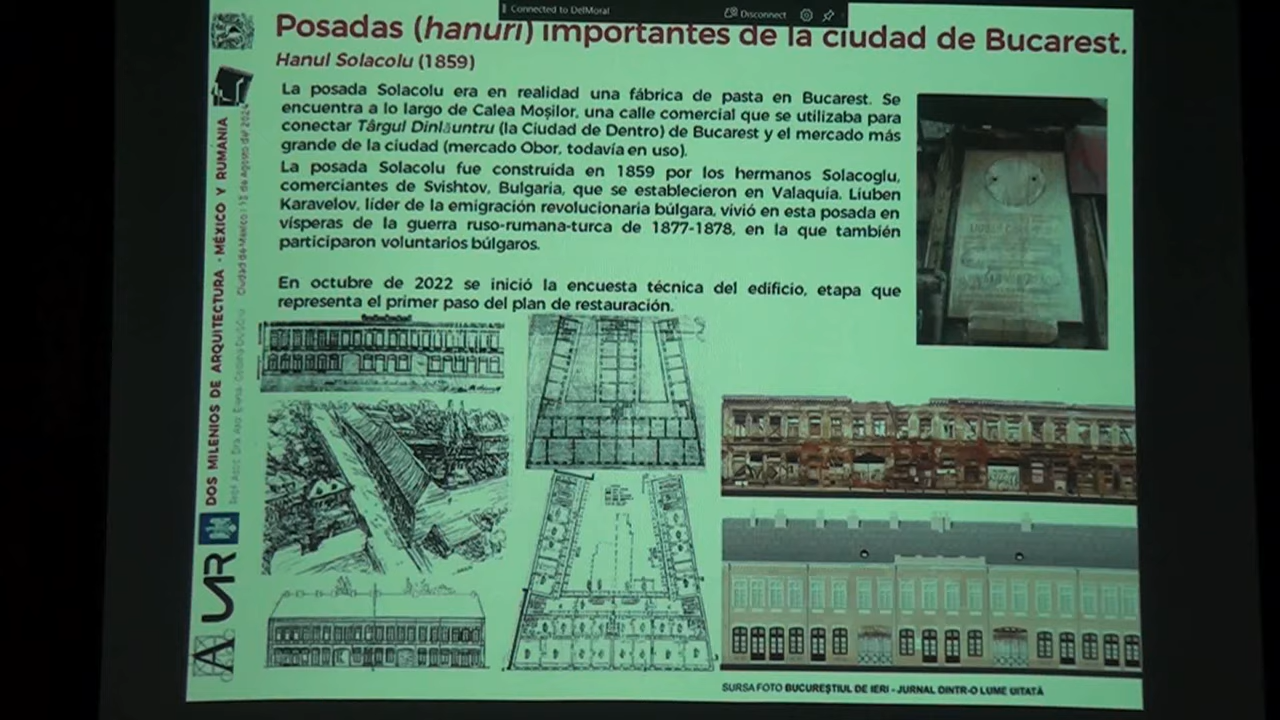 Connected to DelMoral
Disconnect
Posadas (hanuri) importantes de la ciudad de Bucarest.
Hanul Solacolu (1859)
La posada Solacolu era en realidad una fábrica de pasta en Bucarest. Se
encuentra a lo largo de Calea Moșilor, una calle comercial que se utilizaba para
conectar Târgul Dinlăuntru (la Ciudad de Dentro) de Bucarest y el mercado más
grande de la ciudad (mercado Obor, todavía en uso).
La posada Solacolu fue construida en 1859 por los hermanos Solacoglu,
comerciantes de Svishtov, Bulgaria, que se establecieron en Valaquia. Liuben
Karavelov, líder de la emigración revolucionaria búlgara, vivió en esta posada en
vísperas de la guerra ruso-rumana-turca de 1877-1878, en la que también
participaron voluntarios búlgaros.
En octubre de 2022 se inició la encuesta técnica del edificio, etapa que
representa el primer paso del plan de restauración.
DOS MILENIOS DE ARQUITECTURA - MÉXICO Y RUMANIA
Ciudad de México
de Agosto de 2024
SURSA FOTO BUCUREȘTIUL DE IERI - JURNAL DINTR-O LUME UITATĂ